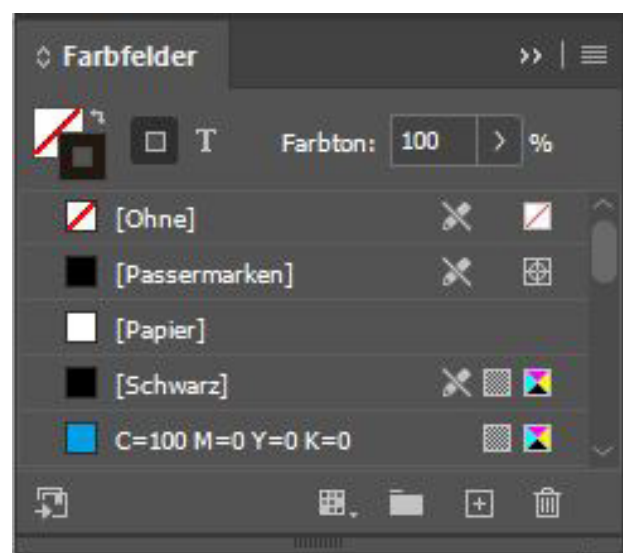 Farbfelder
T Farbton: 100 %
[Ohne]
[Passermarken]
[Papier]
[Schwarz]
C=100 M=0 Y=0 K=0